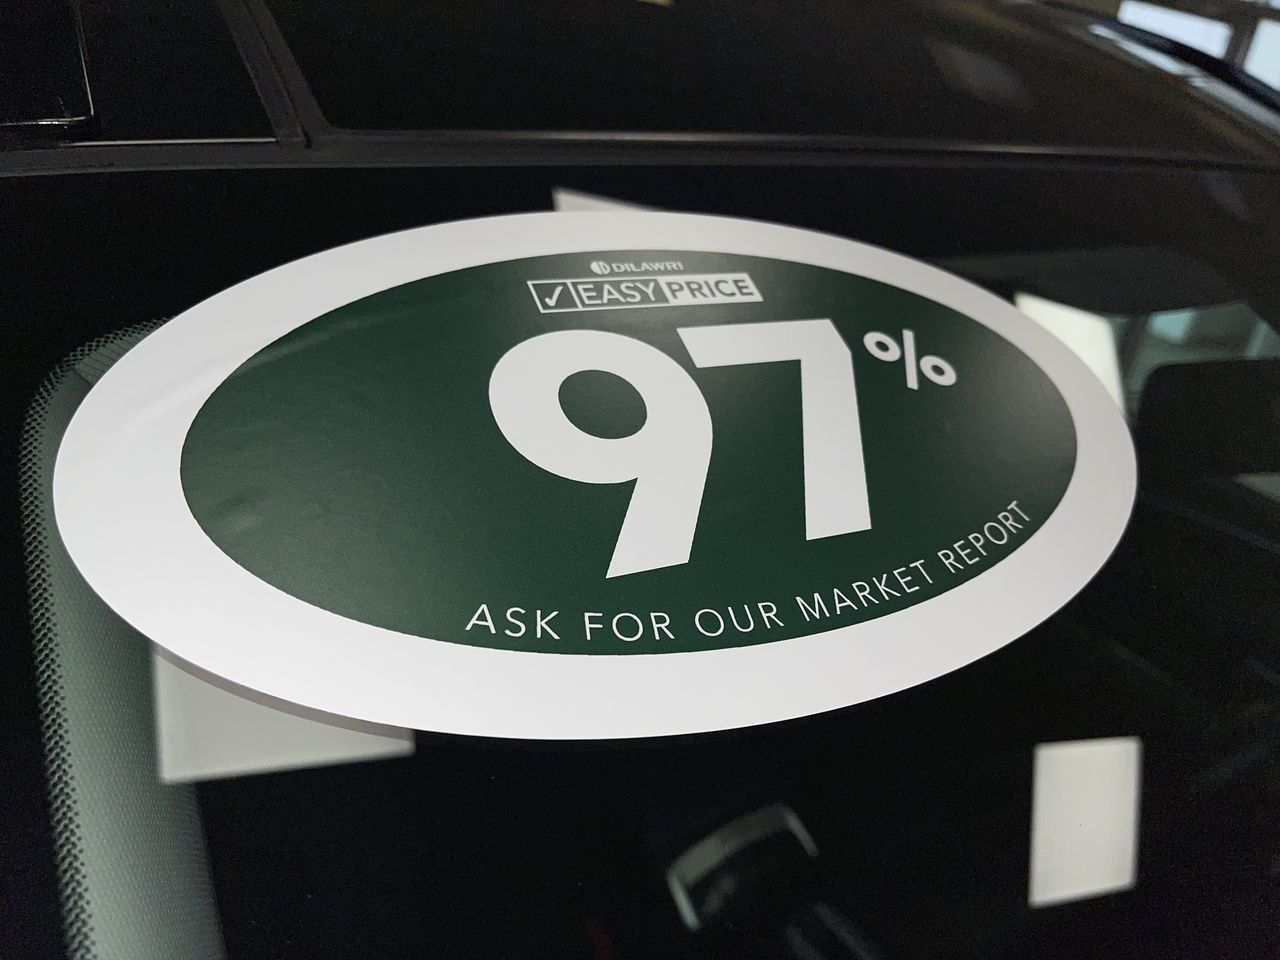 DILAWRI
✓ EASY PRICE
97%
ASK FOR OUR MARKET REPORT